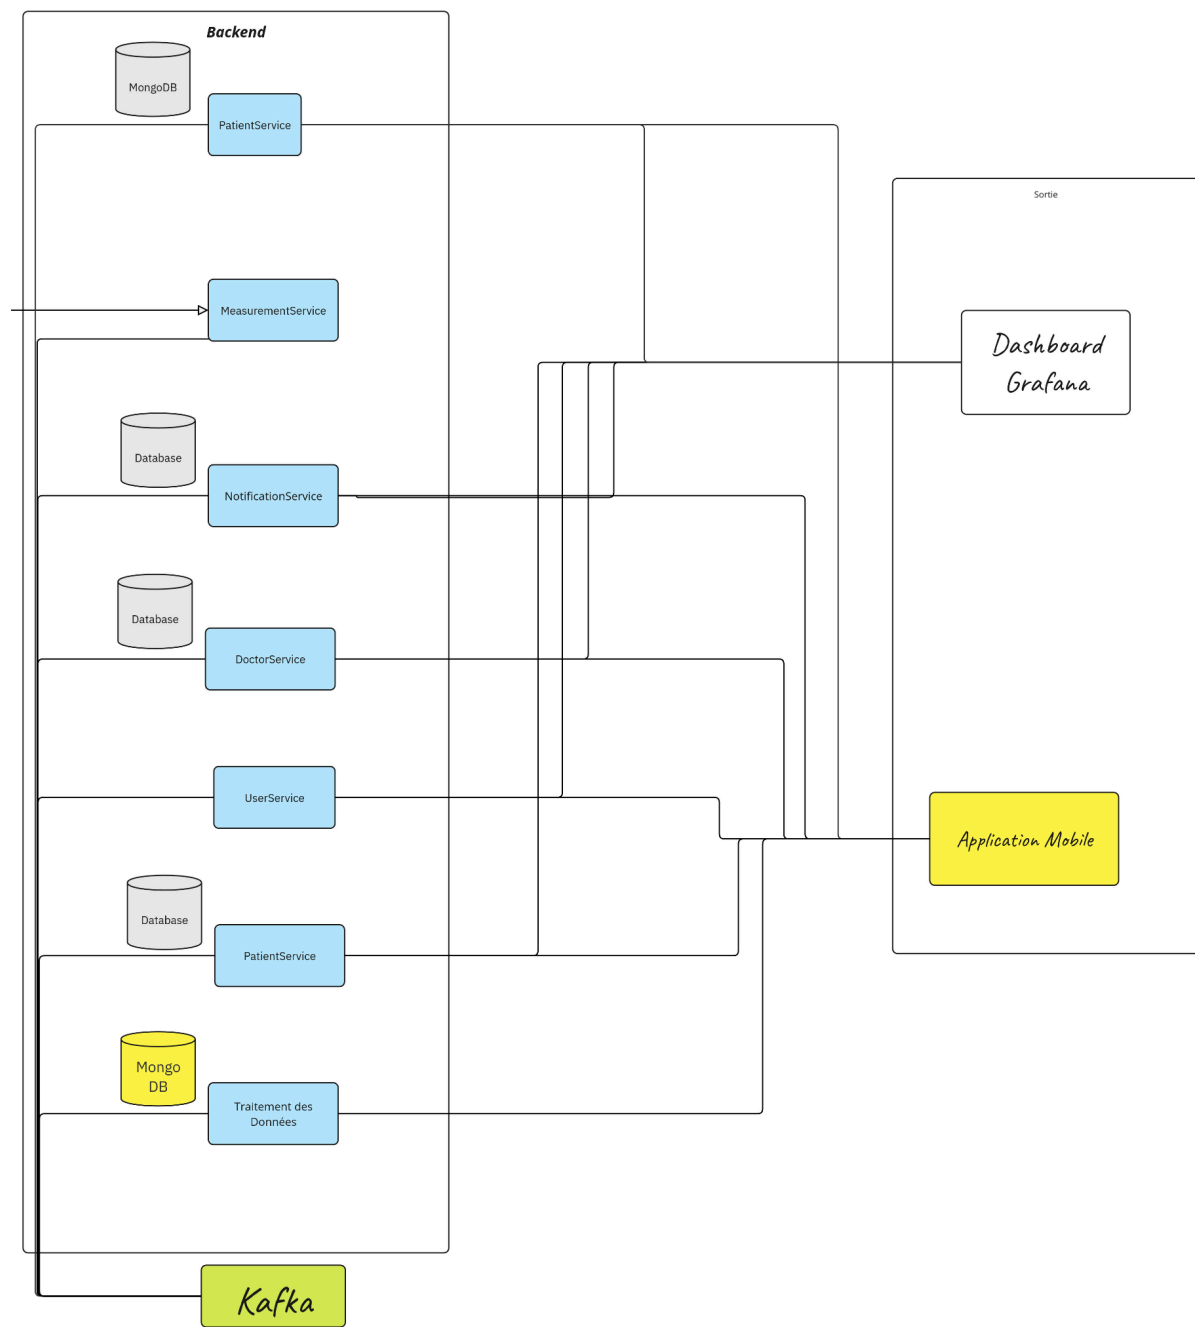 Backend
MongoDB
PatientService
Sortie
MeasurementService
Dashboard
Grafana
Database
NotificationService
Database
DoctorService
UserService
Application Mobile
Database
PatientService
Mongo
DB
Traitement des
Données
Kafka